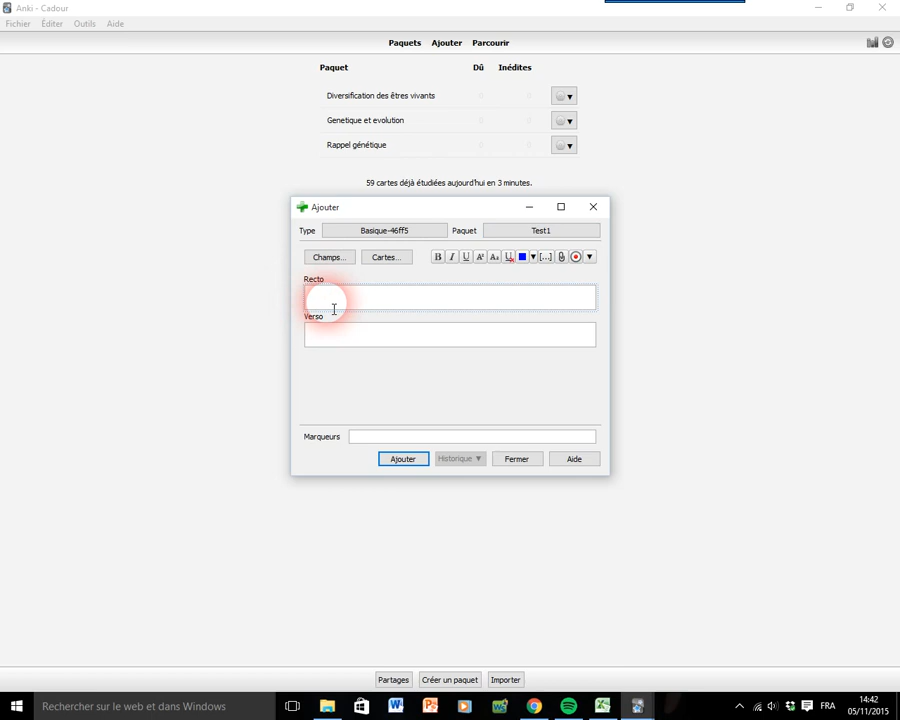 Anki - Cadour
Fichier Éditer Outils Aide
Paquets Ajouter Parcourir
Paquet Dû Inédites
Diversification des êtres vivants
Genetique et evolution
Rappel génétique
59 cartes déjà étudiées aujourd'hui en 3 minutes.
Ajouter
Type Basique-46ff5 Paquet Test1
Champs... Cartes...
Recto
Verso
Marqueurs
Ajouter Historique ▼ Fermer Aide
Partages Créer un paquet Importer
Rechercher sur le web et dans Windows
FRA
14:42
05/11/2015